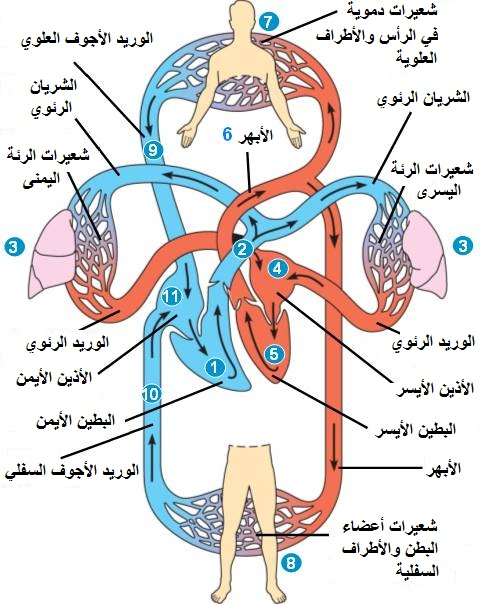 شعيرات دموية
في الرأس والأطراف
العلوية
7
الوريد الأجوف العلوي
الشريان
الرئوي
الشريان الرئوي
الأبهر 6
9
شعيرات الرئة
اليمنى
شعيرات الرئة
اليسرى
3
3
2
4
11
الوريد الرئوي
الوريد الرئوي
5
1
الأذين الأيمن
الأذين الأيسر
10
البطين الأيمن
البطين الأيسر
الوريد الأجوف السفلي
الأبهر
شعيرات أعضاء
البطن والأطراف
السفلية
8